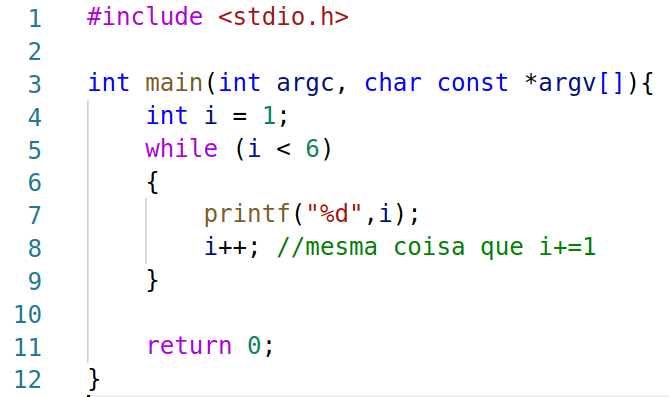 1 #include <stdio.h>
2
3 int main(int argc, char const *argv[]){
4     int i = 1;
5     while (i < 6)
6     {
7         printf("%d",i);
8         i++; //mesma coisa que i+=1
9     }
10
11     return 0;
12 }